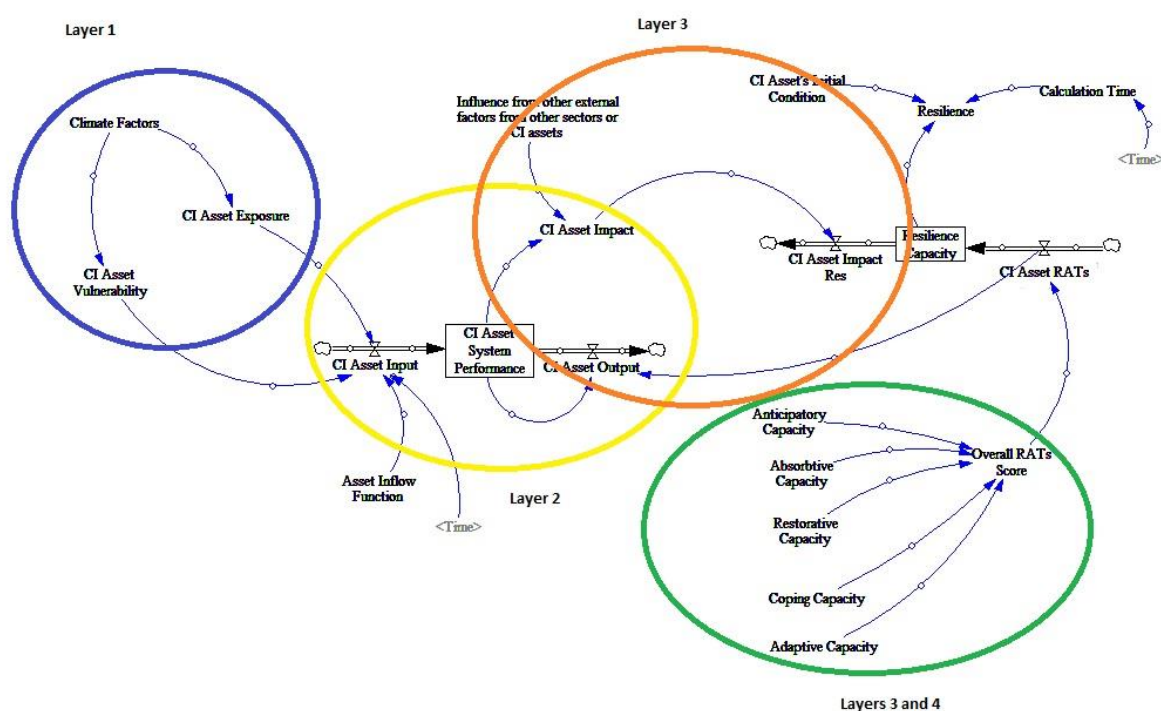 Layer 1
Layer 3
CI Asset's Initial
Condition
Influence from other external
factors from other sectors or
CI assets
Calculation Time
Resilience
Climate Factors
<Time>
CI Asset Exposure
CI Asset Impact
Resilience
Capacity
CI Asset Impact
Res
CI Asset RATs
CI Asset
Vulnerability
CI Asset
System
Performance
CI Asset Input
CI Asset Output
Anticipatory
Capacity
Overall RATs
Score
Absorbtive
Capacity
Asset Inflow
Function
Layer 2
<Time>
Restorative
Capacity
Coping Capacity
Adaptive Capacity
Layers 3 and 4